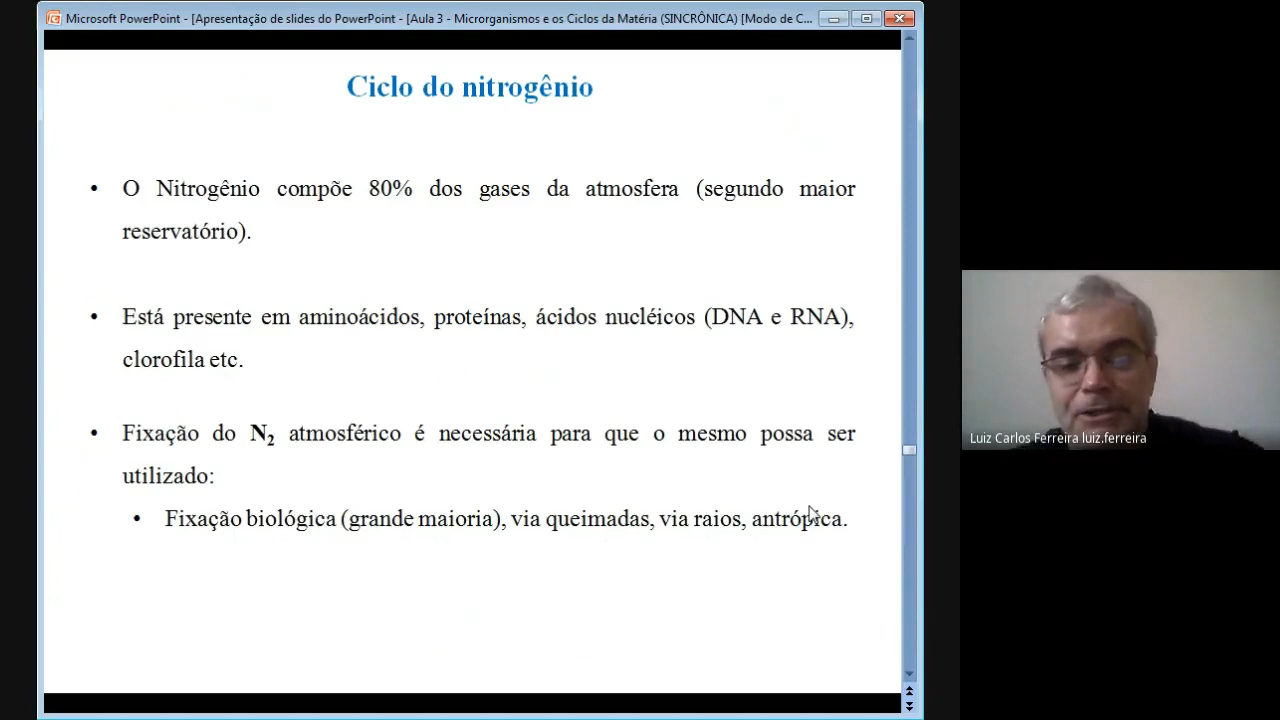 Microsoft PowerPoint - [Apresentação de slides do PowerPoint - [Aula 3 - Microrganismos e os Ciclos da Matéria (SINCRÔNICA) [Modo de C...
Ciclo do nitrogênio
• O Nitrogênio compõe 80% dos gases da atmosfera (segundo maior
reservatório).
• Está presente em aminoácidos, proteínas, ácidos nucléicos (DNA e RNA),
clorofila etc.
• Fixação do N₂ atmosférico é necessária para que o mesmo possa ser
utilizado:
• Fixação biológica (grande maioria), via queimadas, via raios, antrópica.
Luiz Carlos Ferreira luiz.ferreira